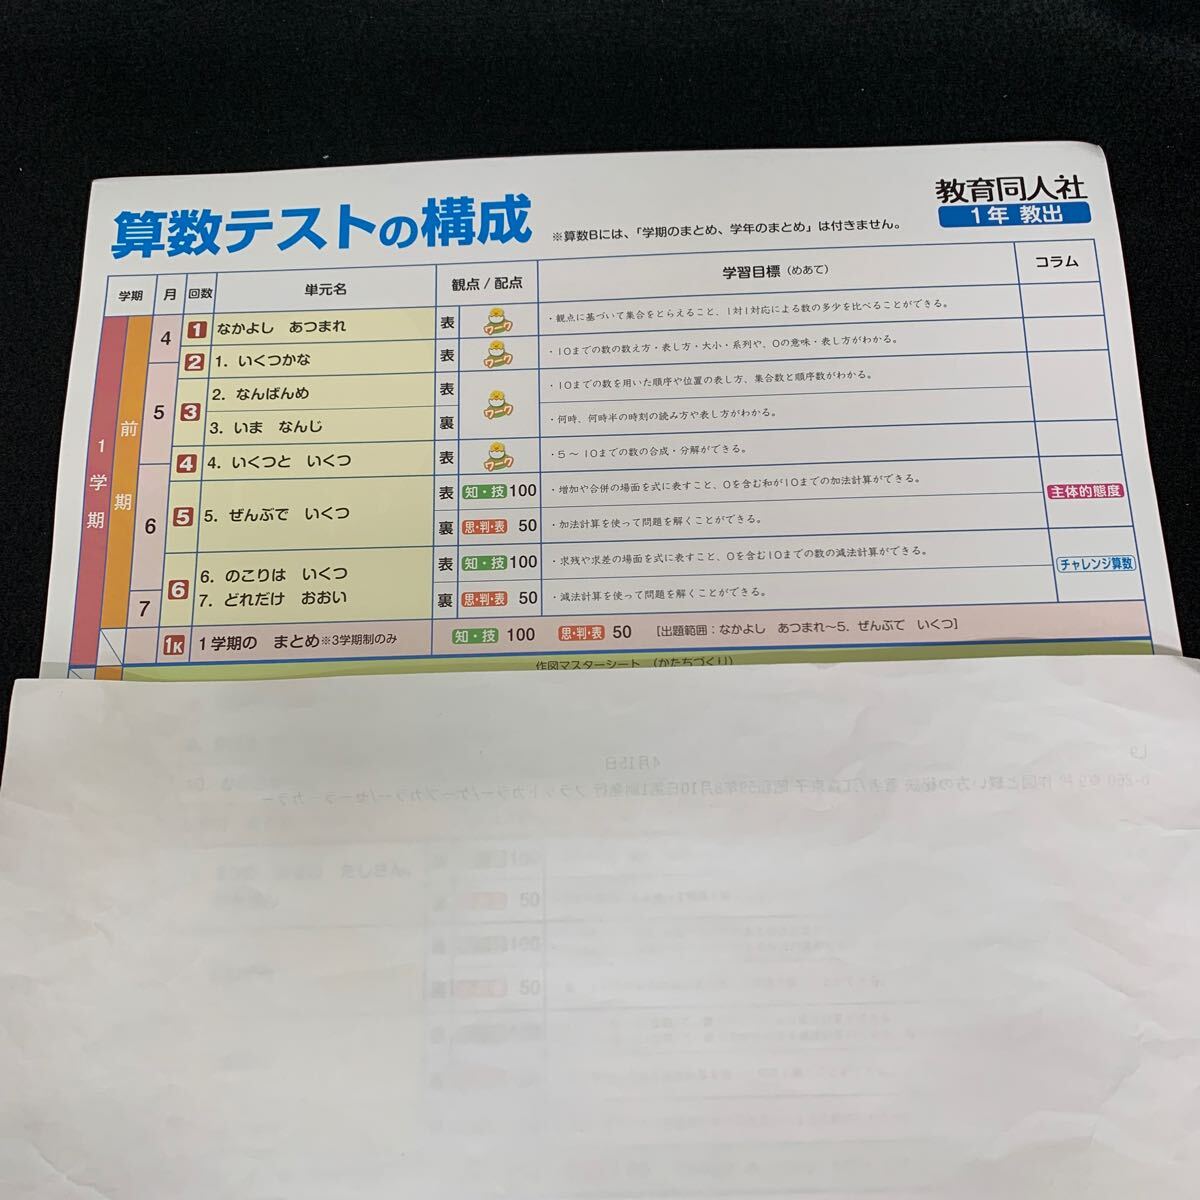 算数テストの構成
※算数Bには、「学期のまとめ、学年のまとめ」は付きません。
教育同人社
1年 教出
学期 月 回数 単元名 観点/配点 学習目標(めあて) コラム
1学期
前期
4
1 なかよし あつまれ 表 ワーク ・観点に基づいて集合をとらえること、1対1対応による数の多少を比べることができる。
2 1. いくつかな 表 ワーク ・10までの数の数え方・表し方・大小・系列や、0の意味・表し方がわかる。
5
3 2. なんばんめ 表 ワーク ・10までの数を用いた順序や位置の表し方、集合数と順序数がわかる。
3. いま なんじ 裏 ・何時、何時半の時刻の読み方や表し方がわかる。
4 4. いくつと いくつ 表 ワーク ・5〜10までの数の合成・分解ができる。
6
5 5. ぜんぶで いくつ 表 知・技 100 ・増加や合併の場面を式に表すこと、0を含む和が10までの加法計算ができる。 主体的態度
裏 思・判・表 50 ・加法計算を使って問題を解くことができる。
6 6. のこりは いくつ 表 知・技 100 ・求残や求差の場面を式に表すこと、0を含む10までの数の減法計算ができる。 チャレンジ算数
7
7. どれだけ おおい 裏 思・判・表 50 ・減法計算を使って問題を解くことができる。
1K 1学期の まとめ※3学期制のみ 知・技 100 思・判・表 50 [出題範囲：なかよし あつまれ〜5. ぜんぶで いくつ]
作図マスターシート (かたちづくり)
L9
4月15日
100
50
100
50